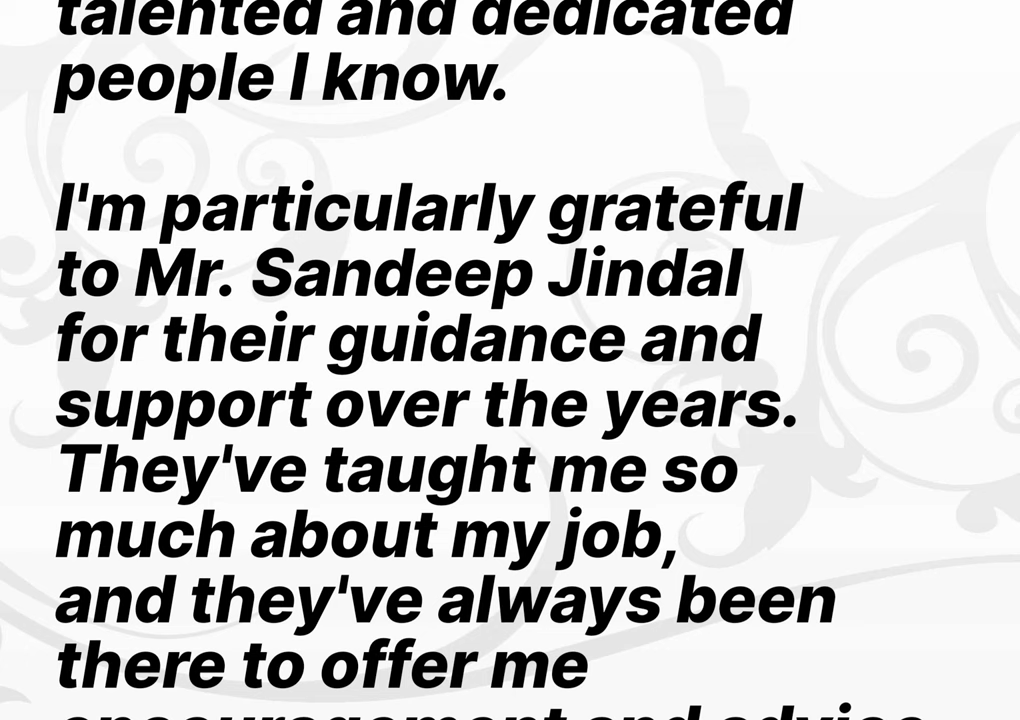 talented and dedicated
people I know.
I'm particularly grateful
to Mr. Sandeep Jindal
for their guidance and
support over the years.
They've taught me so
much about my job,
and they've always been
there to offer me
encouragement and advice